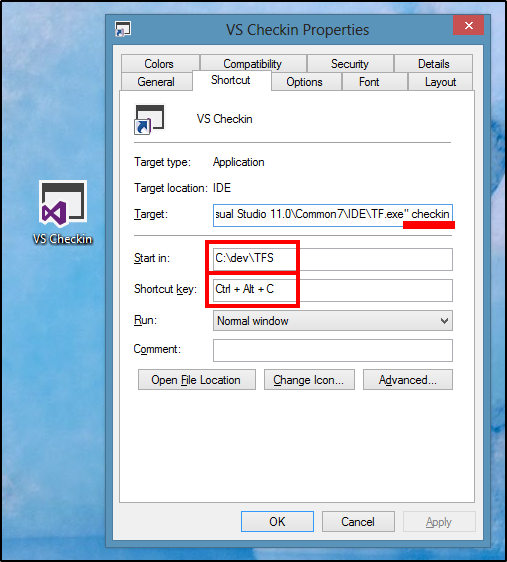 VS Checkin Properties
Colors Compatibility Security Details
General Shortcut Options Font Layout
VS Checkin
Target type: Application
Target location: IDE
Target: sual Studio 11.0\Common7\IDE\TF.exe" checkin
VS Checkin
Start in: C:\dev\TFS
Shortcut key: Ctrl + Alt + C
Run: Normal window
Comment:
Open File Location Change Icon... Advanced...
OK Cancel Apply